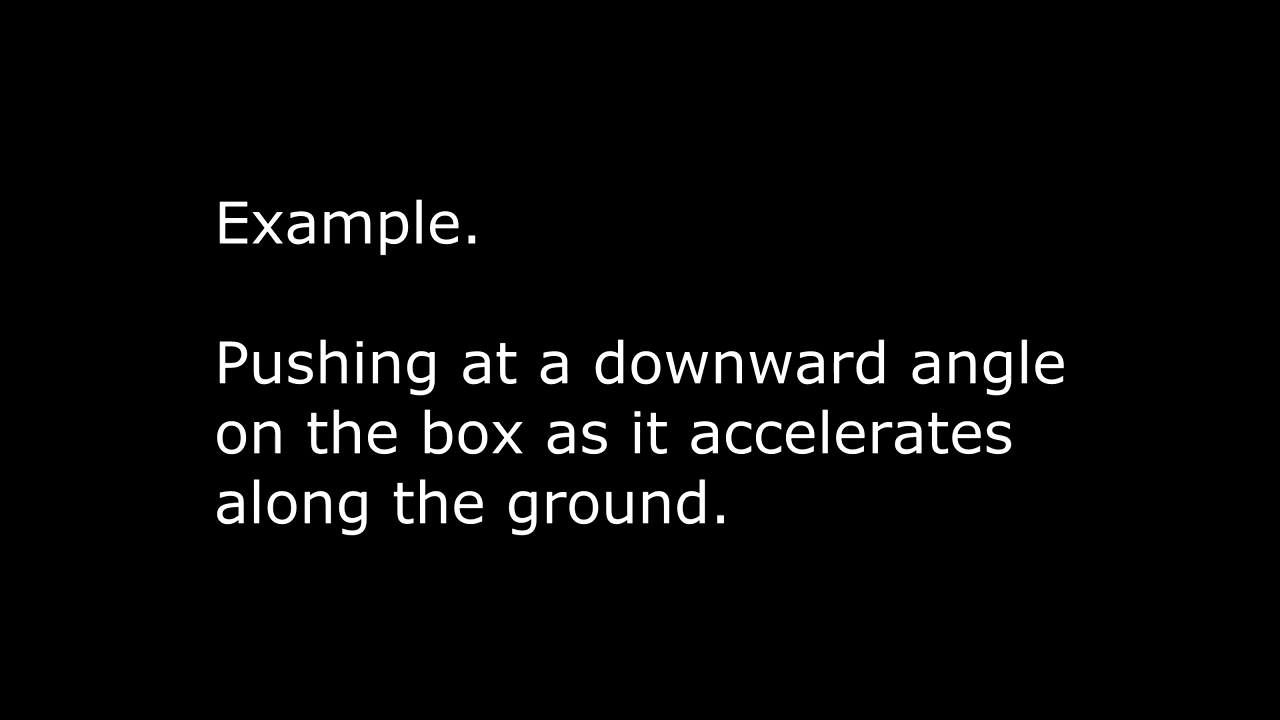 Example.
Pushing at a downward angle
on the box as it accelerates
along the ground.